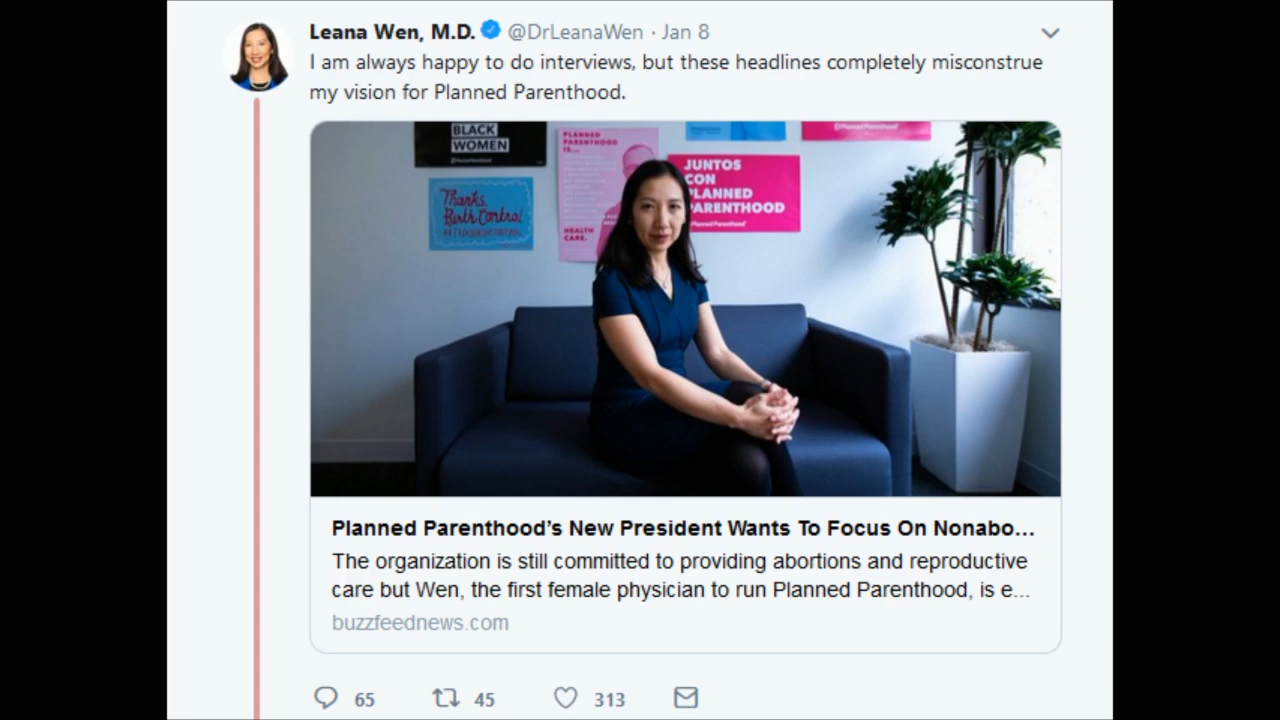 Leana Wen, M.D. @DrLeanaWen · Jan 8
I am always happy to do interviews, but these headlines completely misconstrue
my vision for Planned Parenthood.
BLACK
WOMEN
PLANNED
PARENTHOOD
IS...
HEALTH
CARE.
Thanks,
Birth Control
JUNTOS
CON
PLANNED
PARENTHOOD
Planned Parenthood
Planned Parenthood's New President Wants To Focus On Nonabo...
The organization is still committed to providing abortions and reproductive
care but Wen, the first female physician to run Planned Parenthood, is e...
buzzfeednews.com
65 45 313